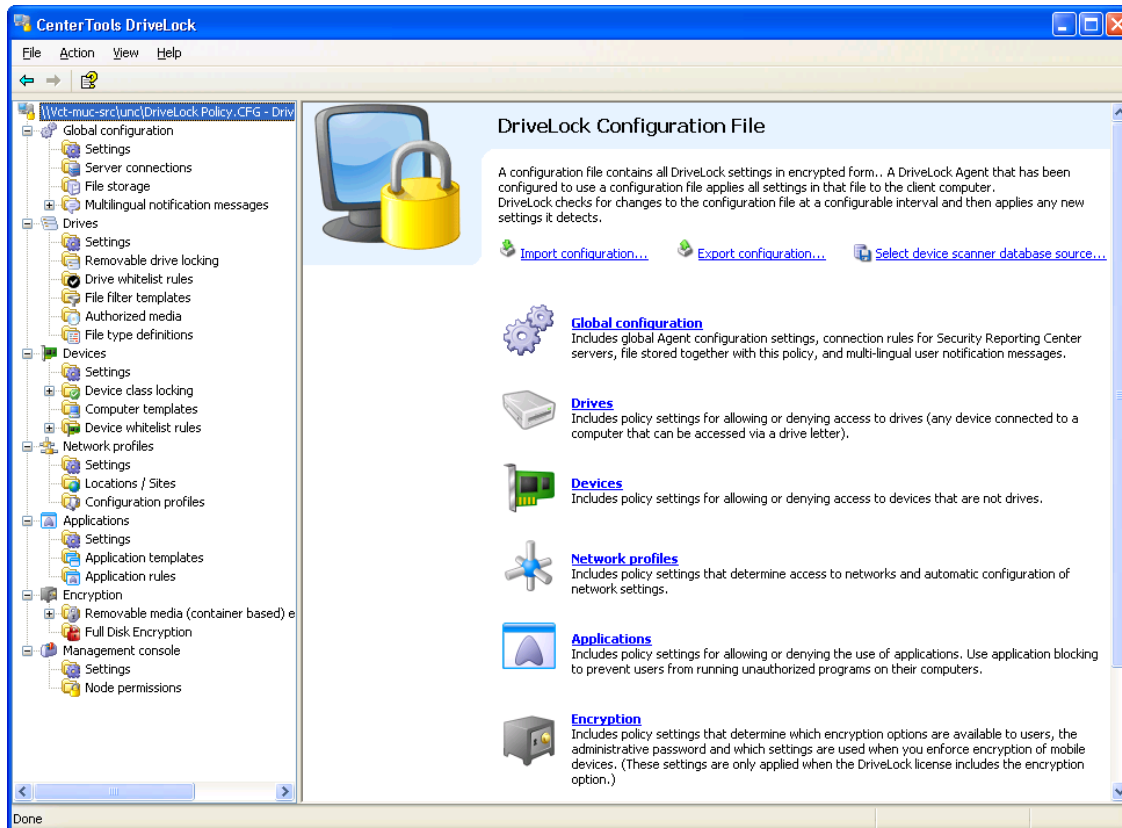 CenterTools DriveLock
File Action View Help
\\Vct-muc-src\unc\DriveLock Policy.CFG - Driv
Global configuration
Settings
Server connections
File storage
Multilingual notification messages
Drives
Settings
Removable drive locking
Drive whitelist rules
File filter templates
Authorized media
File type definitions
Devices
Settings
Device class locking
Computer templates
Device whitelist rules
Network profiles
Settings
Locations / Sites
Configuration profiles
Applications
Settings
Application templates
Application rules
Encryption
Removable media (container based) e
Full Disk Encryption
Management console
Settings
Node permissions
DriveLock Configuration File
A configuration file contains all DriveLock settings in encrypted form.. A DriveLock Agent that has been
configured to use a configuration file applies all settings in that file to the client computer.
DriveLock checks for changes to the configuration file at a configurable interval and then applies any new
settings it detects.
Import configuration... Export configuration... Select device scanner database source...
Global configuration
Includes global Agent configuration settings, connection rules for Security Reporting Center
servers, file stored together with this policy, and multi-lingual user notification messages.
Drives
Includes policy settings for allowing or denying access to drives (any device connected to a
computer that can be accessed via a drive letter).
Devices
Includes policy settings for allowing or denying access to devices that are not drives.
Network profiles
Includes policy settings that determine access to networks and automatic configuration of
network settings.
Applications
Includes policy settings for allowing or denying the use of applications. Use application blocking
to prevent users from running unauthorized programs on their computers.
Encryption
Includes policy settings that determine which encryption options are available to users, the
administrative password and which settings are used when you enforce encryption of mobile
devices. (These settings are only applied when the DriveLock license includes the encryption
option.)
Done